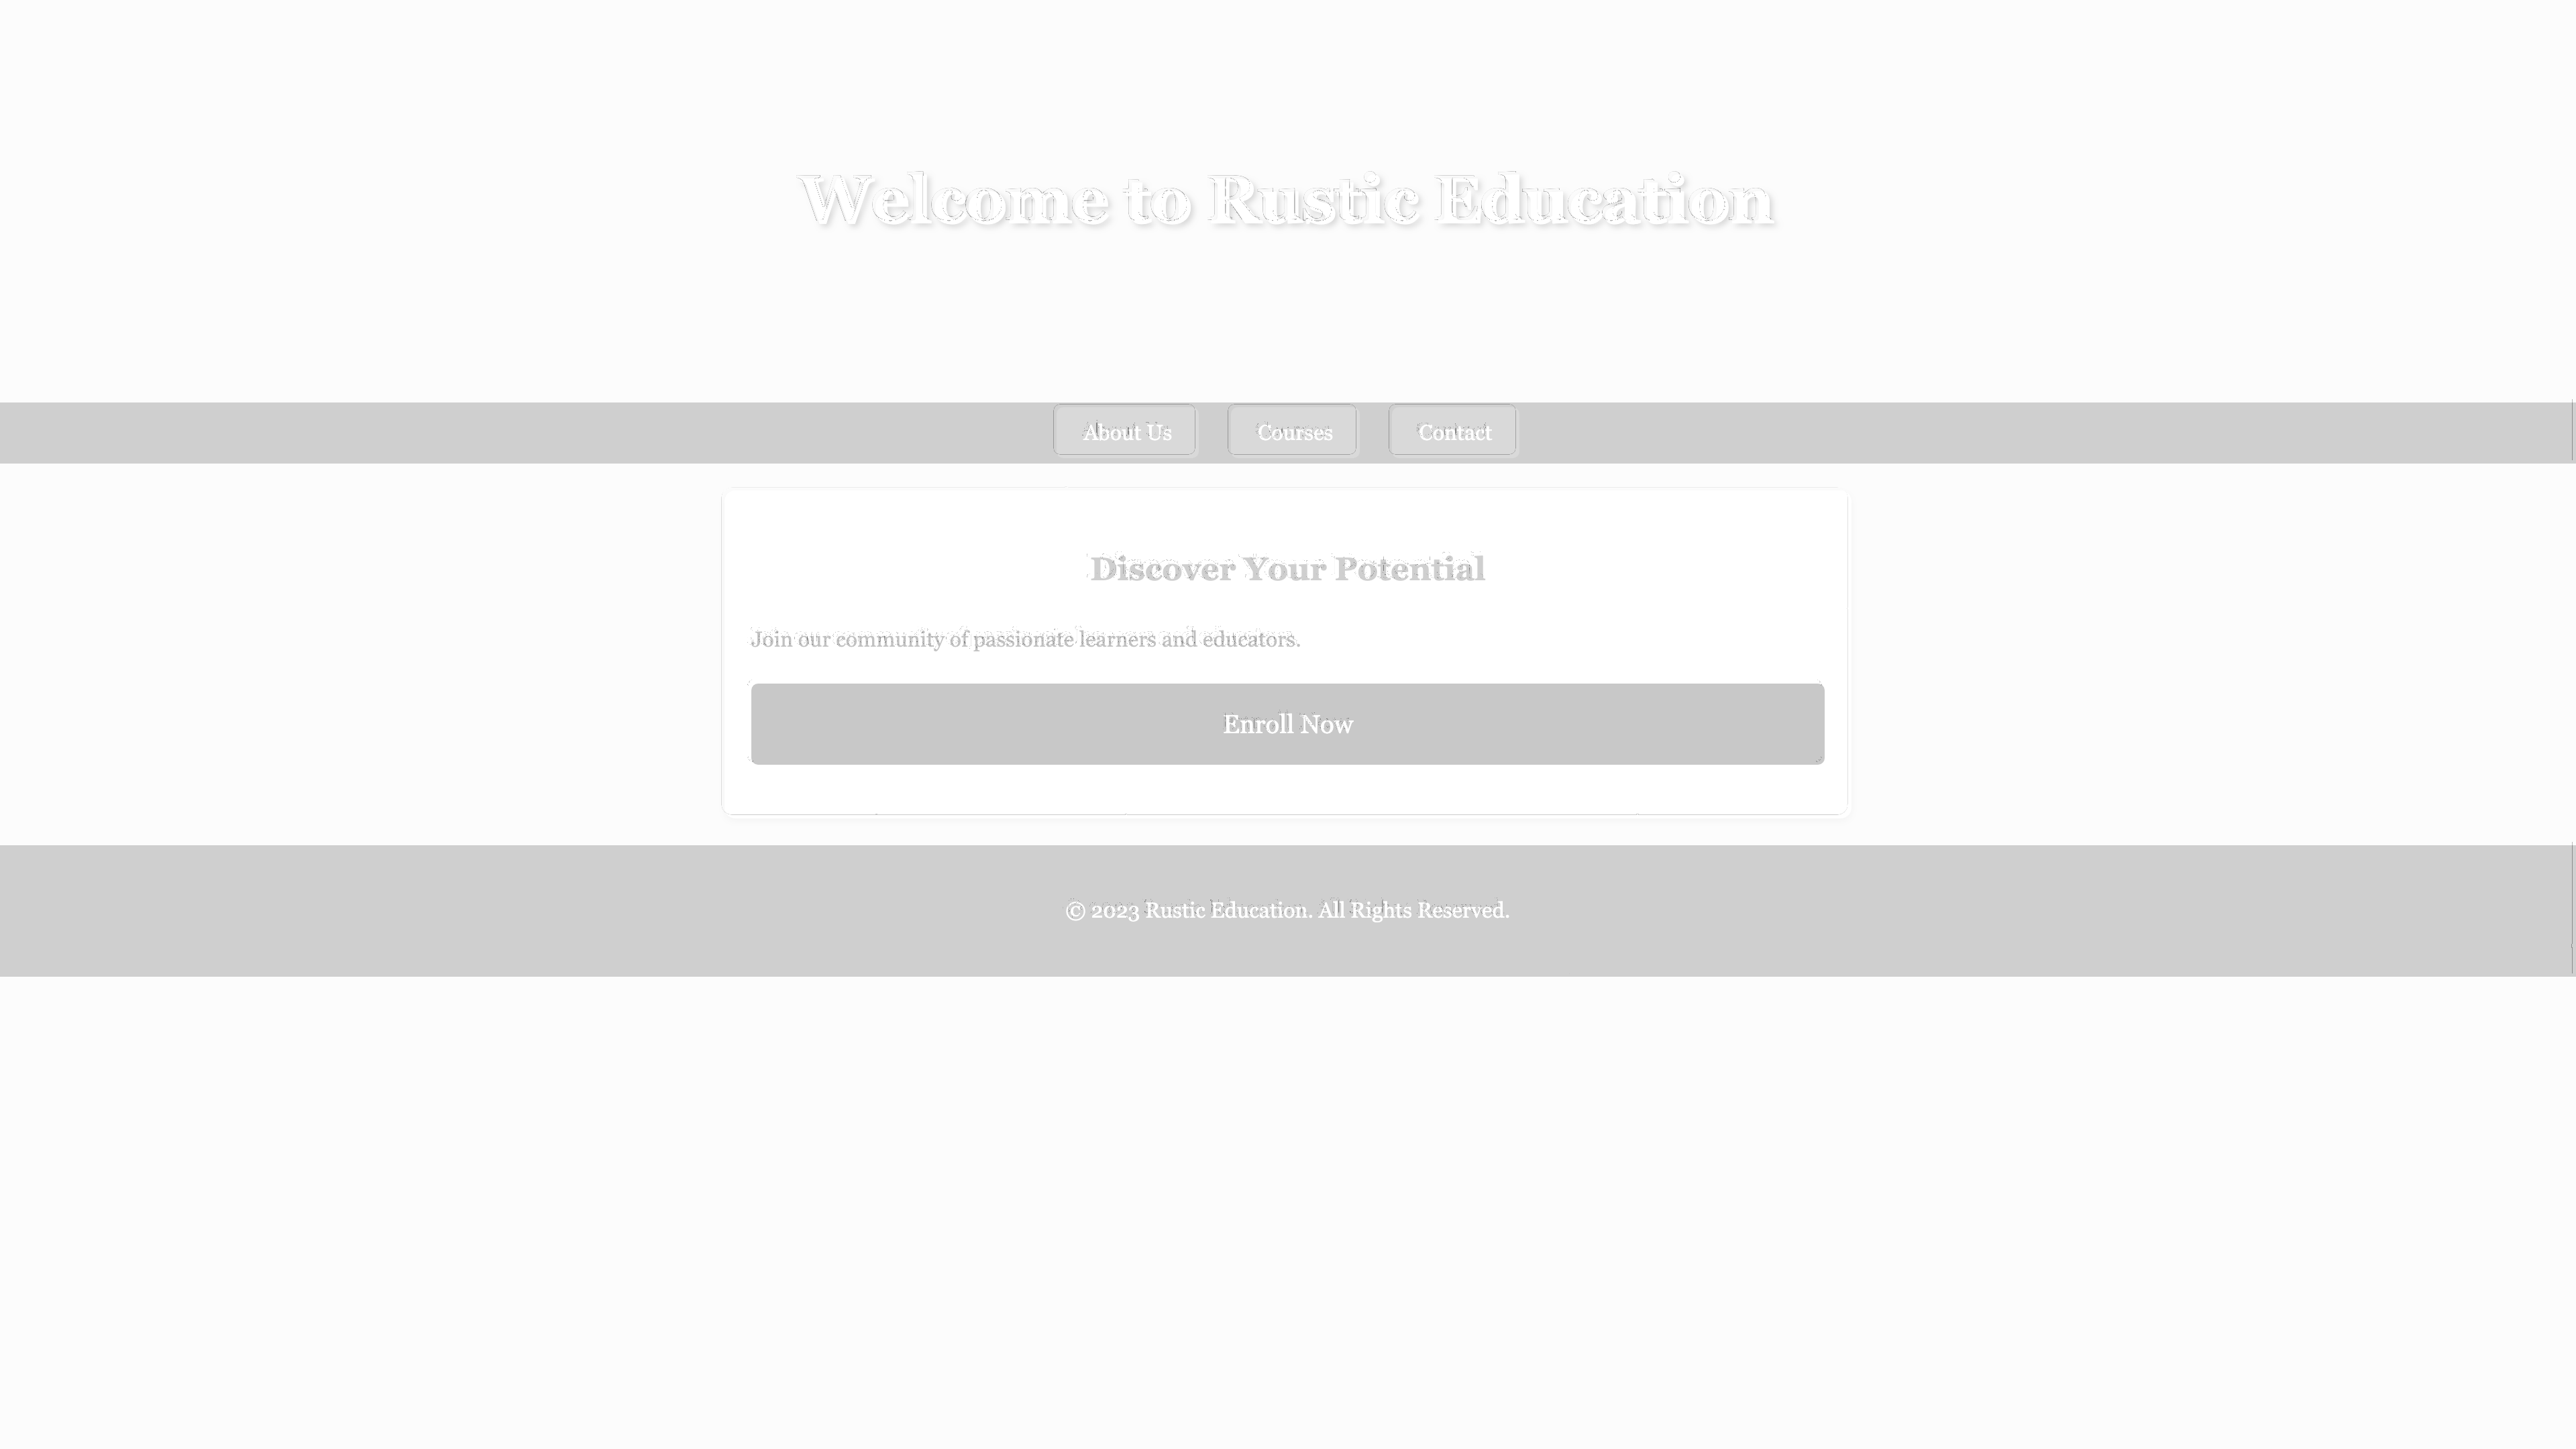 Welcome to Rustic Education
About Us Courses Contact
Discover Your Potential
Join our community of passionate learners and educators.
Enroll Now
© 2023 Rustic Education. All Rights Reserved.